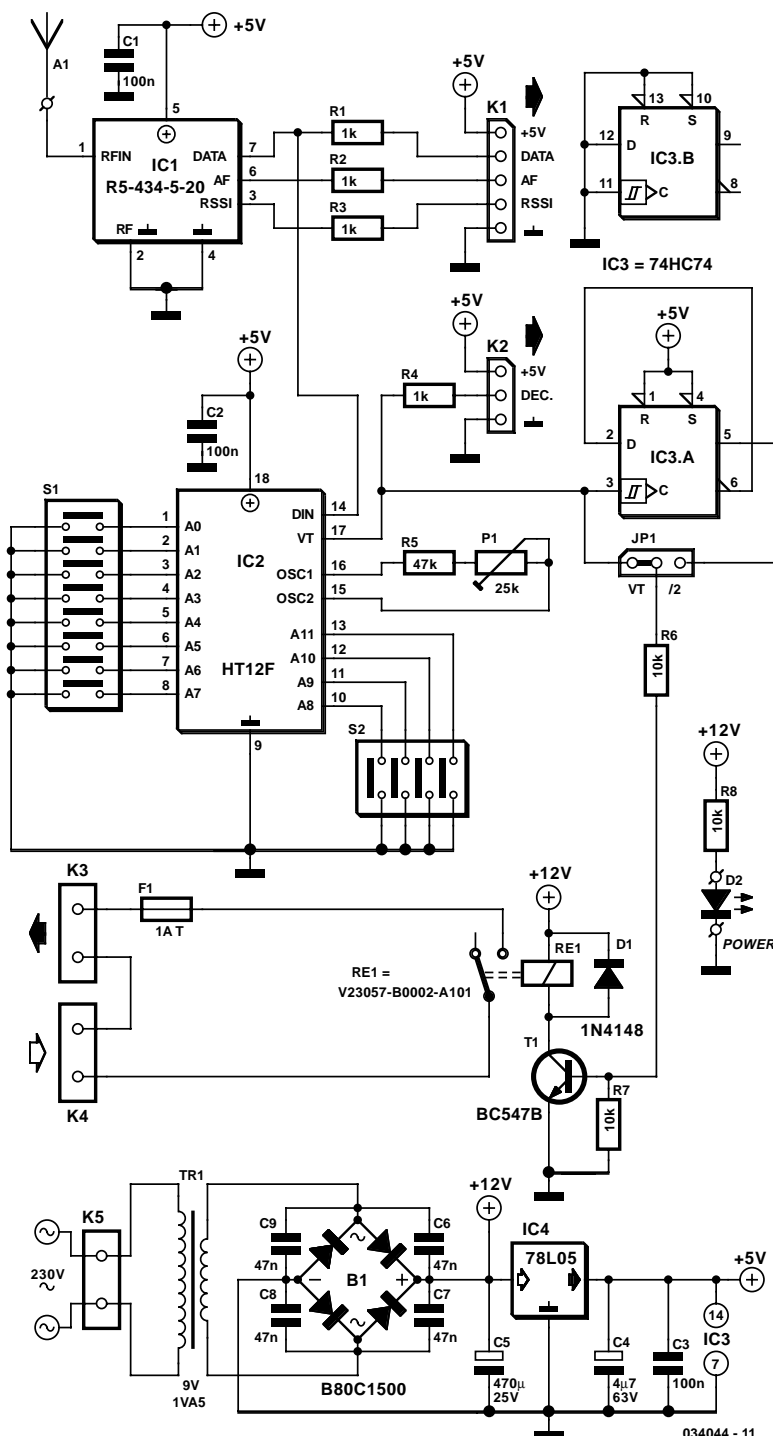 +5V
C1
100n
A1
5
1
RFIN
IC1
R5-434-5-20
DATA
AF
RSSI
RF
7
6
3
2
4
R1
1k
R2
1k
R3
1k
+5V
K1
+5V
DATA
AF
RSSI
13
10
R
S
12
D
9
IC3.B
11
C
8
IC3 = 74HC74
+5V
C2
100n
18
+5V
K2
+5V
DEC.
R4
1k
+5V
1
4
R
S
2
D
5
IC3.A
3
C
6
S1
1
A0
2
A1
3
A2
4
A3
5
A4
6
A5
7
A6
8
A7
IC2
HT12F
DIN
14
VT
17
OSC1
16
OSC2
15
A11
13
A10
12
A9
11
A8
10
9
R5
47k
P1
25k
JP1
VT
/2
R6
10k
S2
+12V
R8
10k
D2
POWER
K3
F1
1A T
+12V
RE1
D1
RE1 =
V23057-B0002-A101
1N4148
T1
BC547B
R7
10k
K4
TR1
K5
230V
~
9V
1VA5
C9
47n
C8
47n
~
B1
–
+
~
C6
47n
C7
47n
B80C1500
+12V
IC4
78L05
+5V
C5
470µ
25V
C4
4µ7
63V
C3
100n
14
IC3
7
034044 - 11